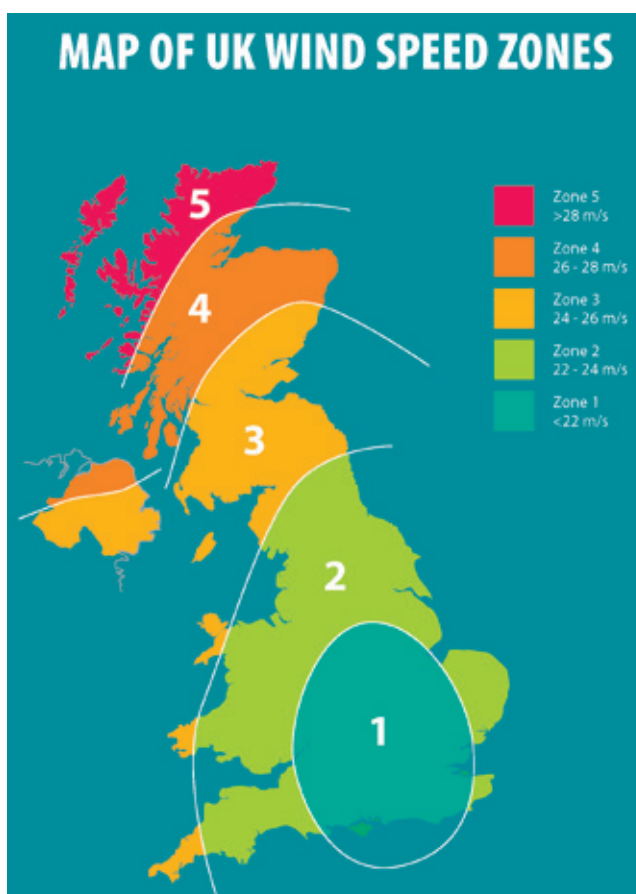 MAP OF UK WIND SPEED ZONES
5
4
3
2
1
Zone 5
>28 m/s
Zone 4
26 - 28 m/s
Zone 3
24 - 26 m/s
Zone 2
22 - 24 m/s
Zone 1
<22 m/s